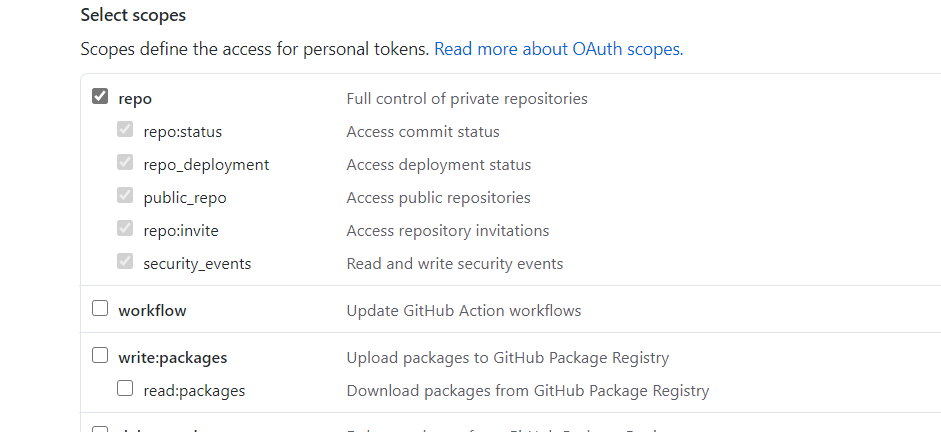 Select scopes
Scopes define the access for personal tokens. Read more about OAuth scopes.
repo Full control of private repositories
repo:status Access commit status
repo_deployment Access deployment status
public_repo Access public repositories
repo:invite Access repository invitations
security_events Read and write security events
workflow Update GitHub Action workflows
write:packages Upload packages to GitHub Package Registry
read:packages Download packages from GitHub Package Registry